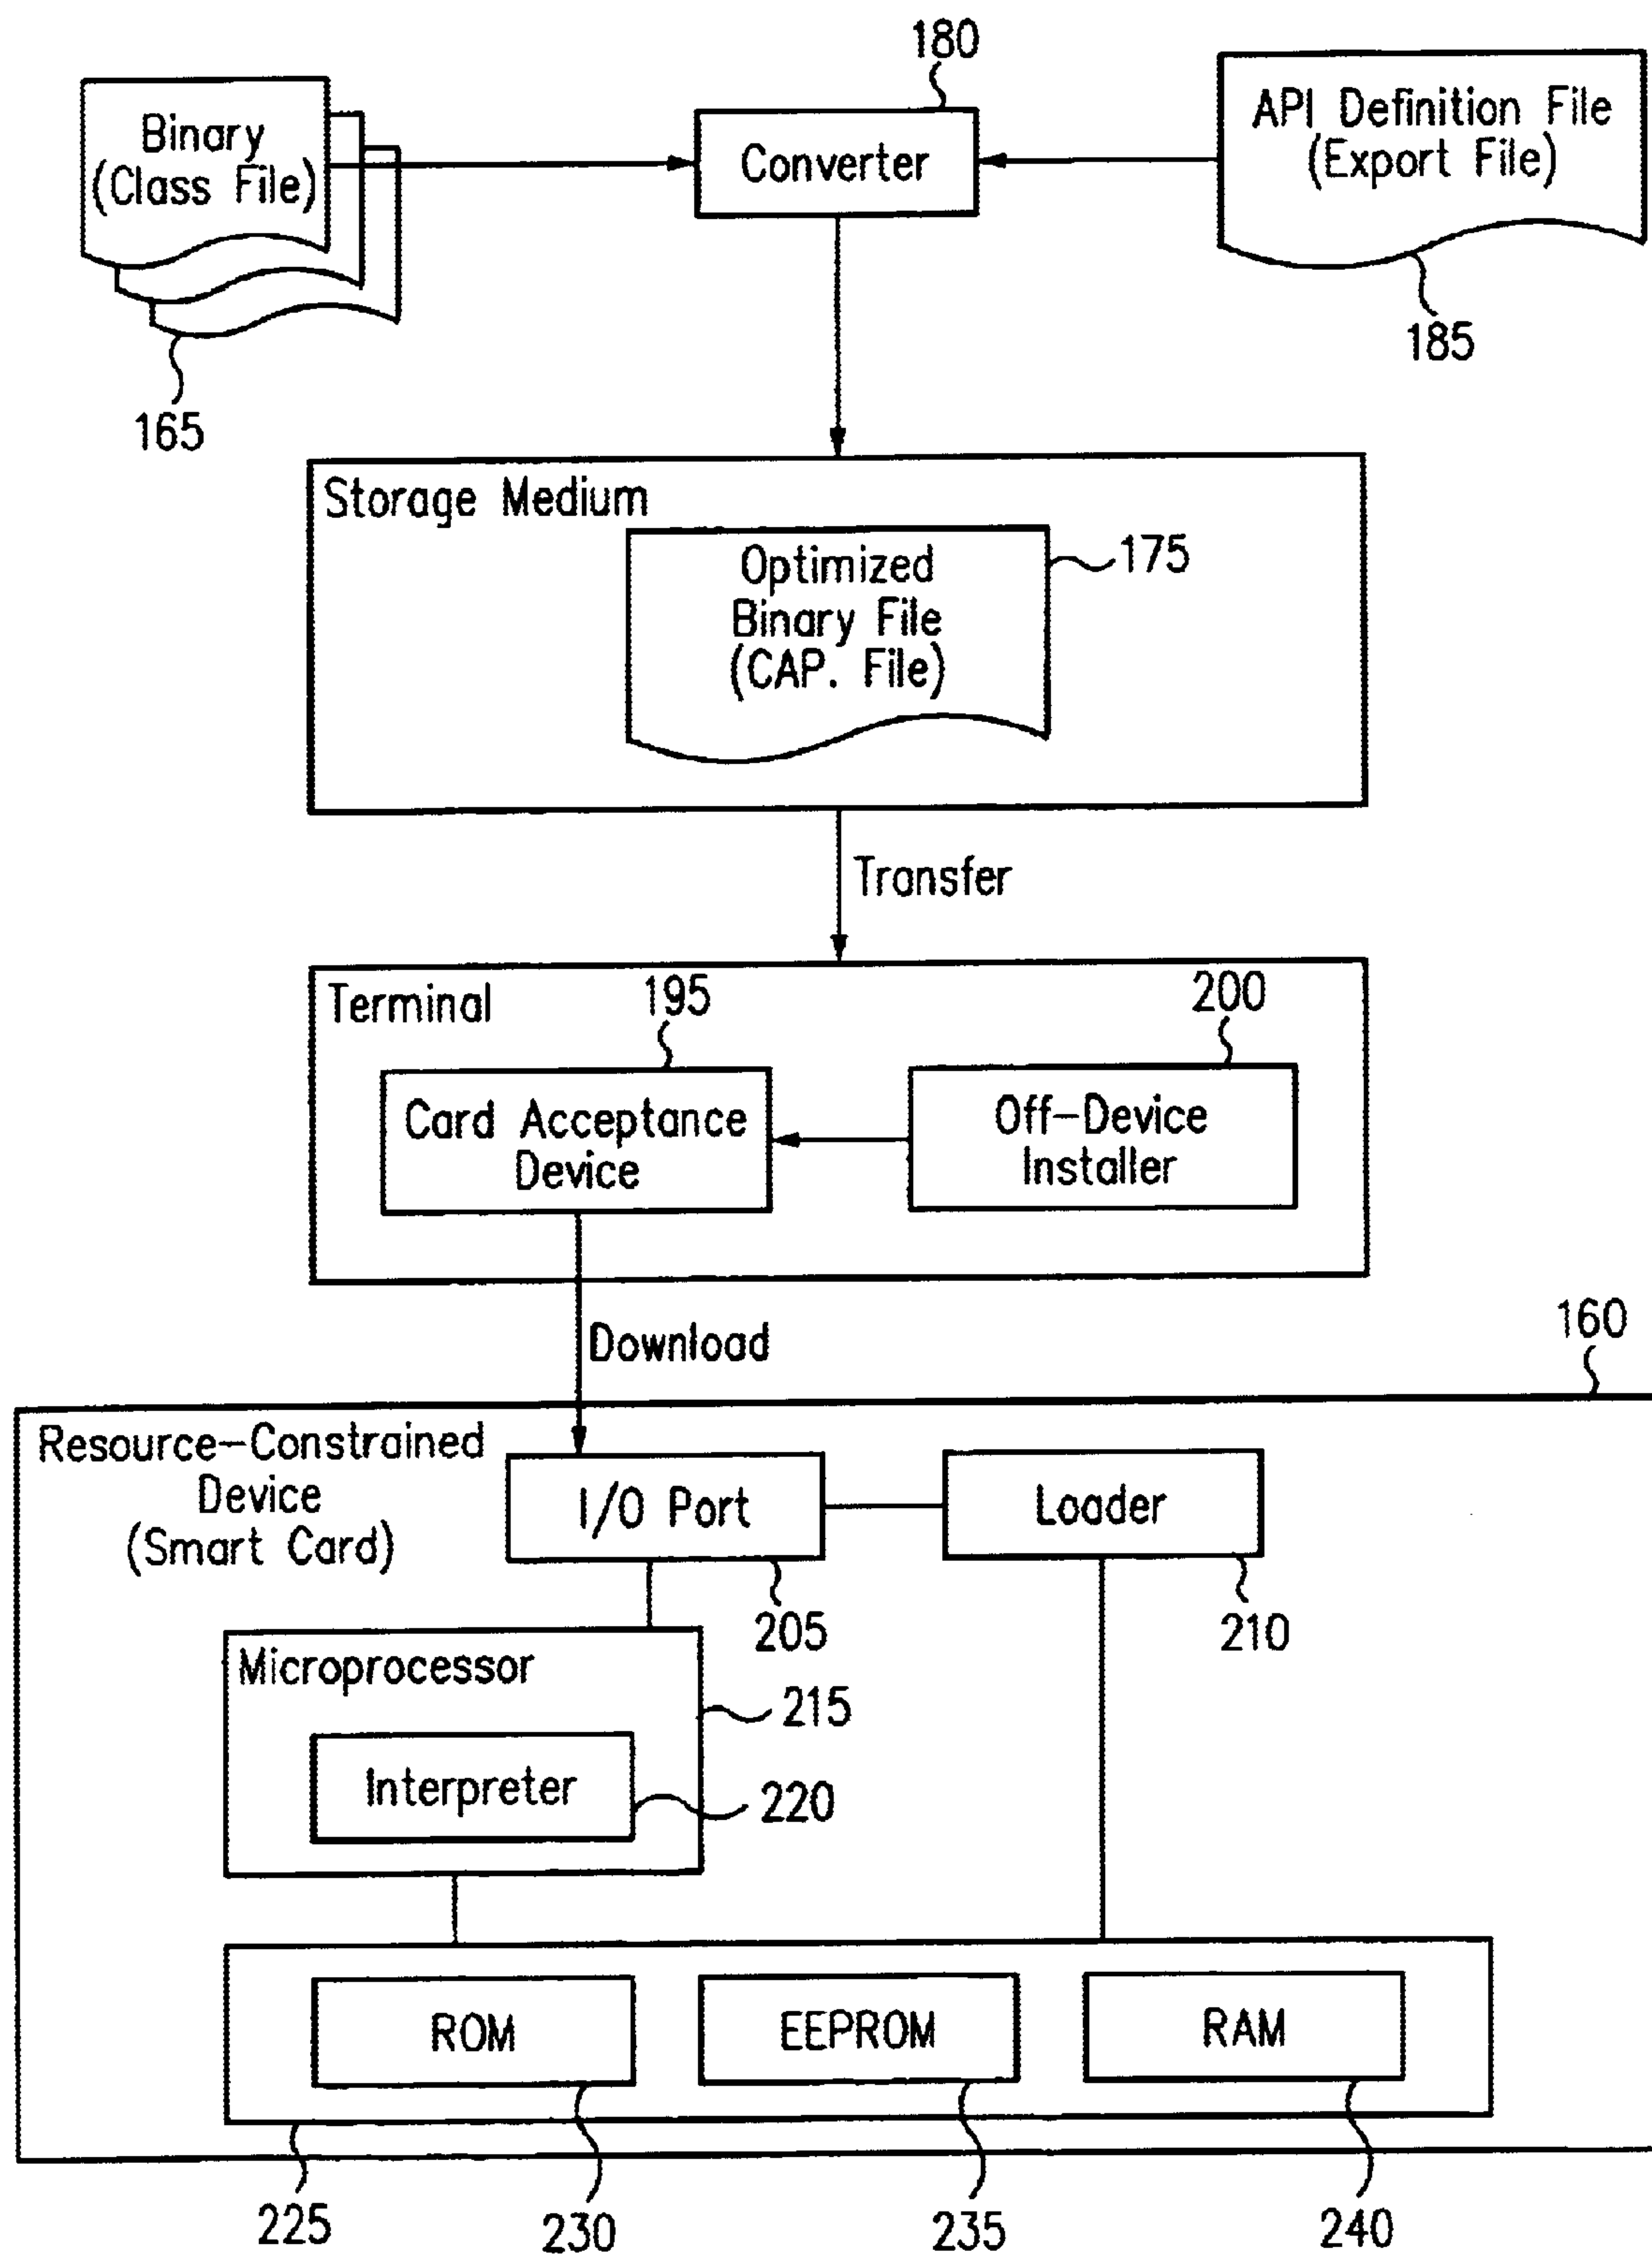 180
Binary
(Class File)
Converter
API Definition File
(Export File)
165
185
Storage Medium
Optimized
Binary File
(CAP. File)
175
Transfer
Terminal
195
200
Card Acceptance
Device
Off-Device
Installer
Download
160
Resource-Constrained
Device
(Smart Card)
I/O Port
Loader
205
210
Microprocessor
215
Interpreter
220
ROM
EEPROM
RAM
225
230
235
240